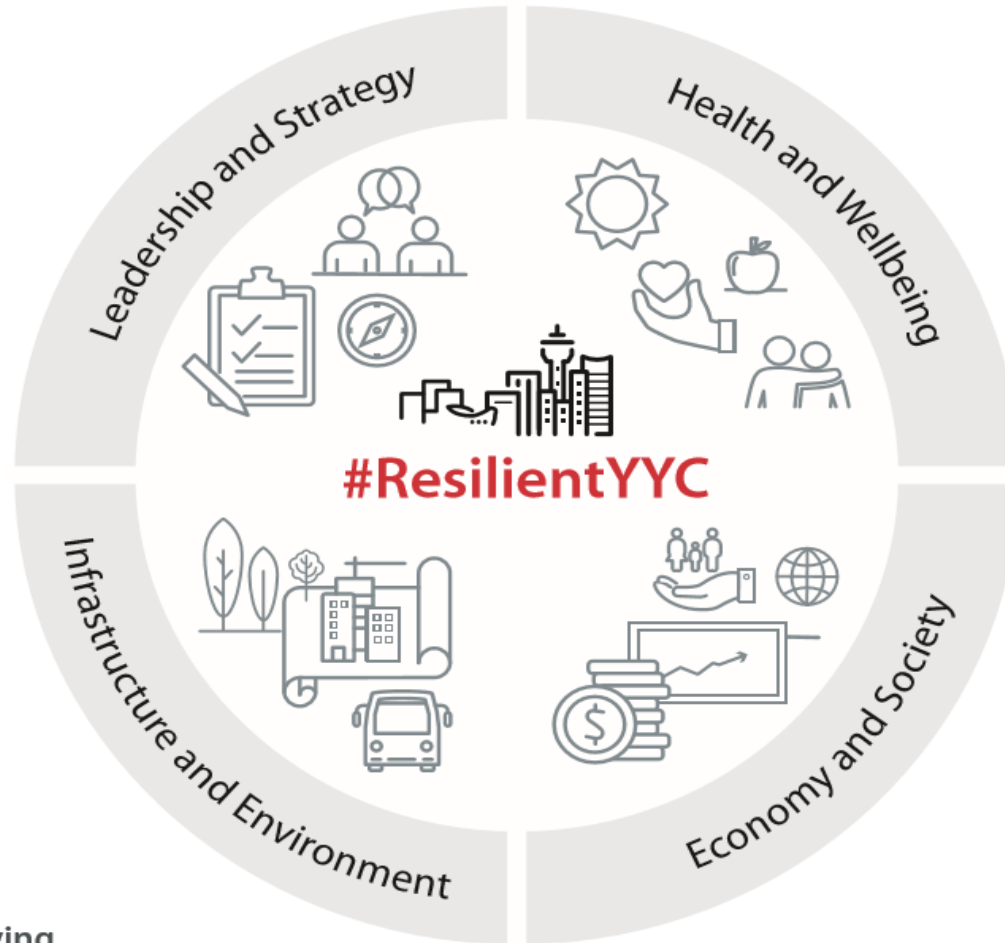 Leadership and Strategy
Health and Wellbeing
#ResilientYYC
$
Infrastructure and Environment
Economy and Society